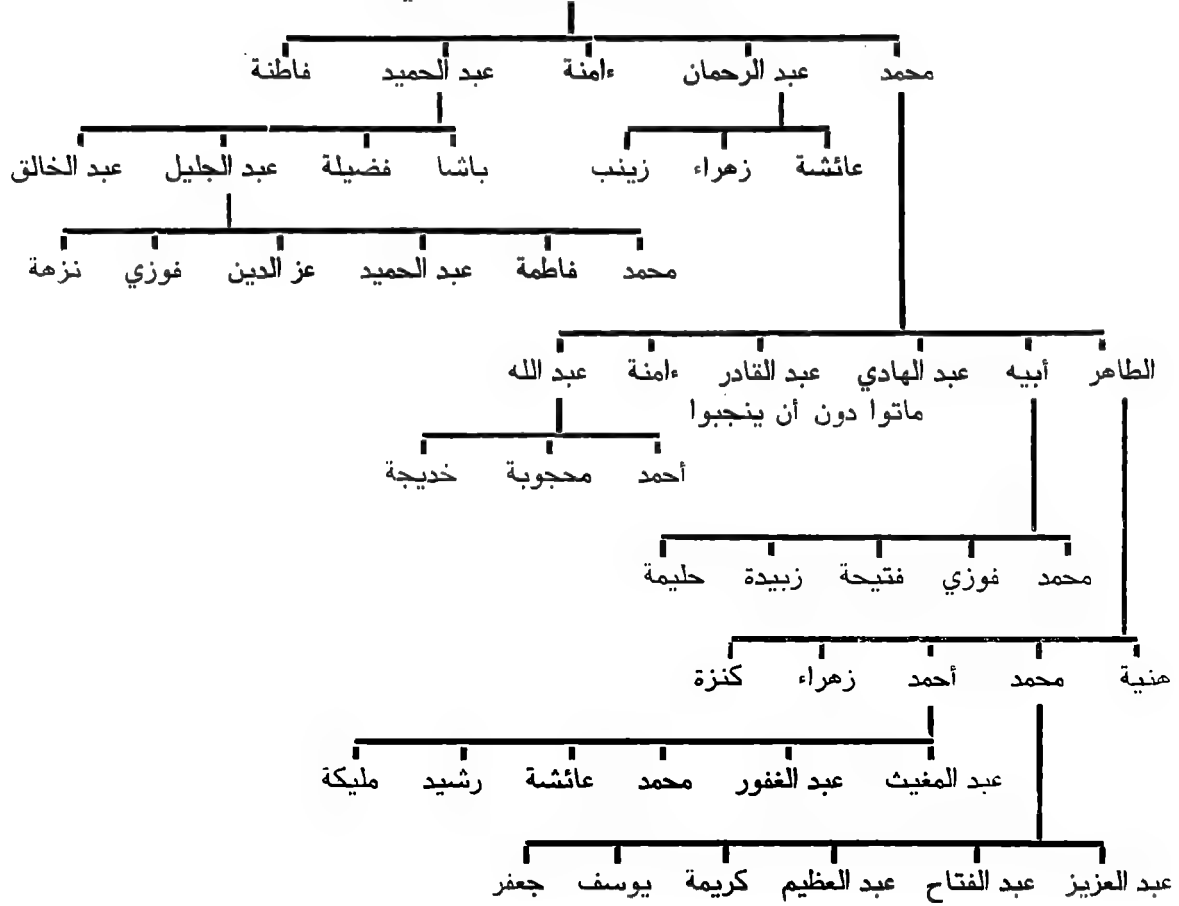 محمد عبد الرحمان ءامنة عبد الحميد فاطنة
عائشة زهراء زينب باشا فضيلة عبد الجليل عبد الخالق
محمد فاطمة عبد الحميد عز الدين فوزي نزهة
الطاهر أبيه عبد الهادي عبد القادر ءامنة عبد الله
ماتوا دون أن ينجبوا
أحمد محجوبة خديجة
محمد فوزي فتيحة زبيدة حليمة
هنية محمد أحمد زهراء كنزة
عبد المغيث عبد الغفور محمد عائشة رشيد مليكة
عبد العزيز عبد الفتاح عبد العظيم كريمة يوسف جعفر